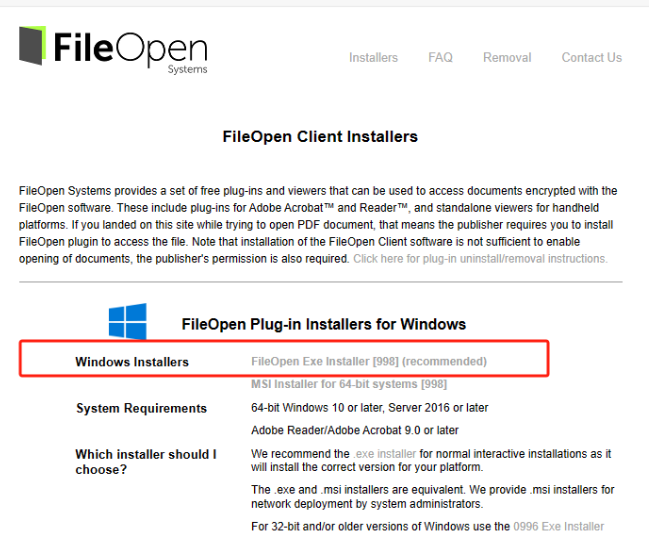 FileOpen
Systems
Installers FAQ Removal Contact Us
FileOpen Client Installers
FileOpen Systems provides a set of free plug-ins and viewers that can be used to access documents encrypted with the
FileOpen software. These include plug-ins for Adobe Acrobat™ and Reader™, and standalone viewers for handheld
platforms. If you landed on this site while trying to open PDF document, that means the publisher requires you to install
FileOpen plugin to access the file. Note that installation of the FileOpen Client software is not sufficient to enable
opening of documents, the publisher's permission is also required. Click here for plug-in uninstall/removal instructions.
FileOpen Plug-in Installers for Windows
Windows Installers FileOpen Exe Installer [998] (recommended)
MSI Installer for 64-bit systems [998]
System Requirements 64-bit Windows 10 or later, Server 2016 or later
Adobe Reader/Adobe Acrobat 9.0 or later
Which installer should I We recommend the .exe installer for normal interactive installations as it
choose? will install the correct version for your platform.
The .exe and .msi installers are equivalent. We provide .msi installers for
network deployment by system administrators.
For 32-bit and/or older versions of Windows use the 0996 Exe Installer